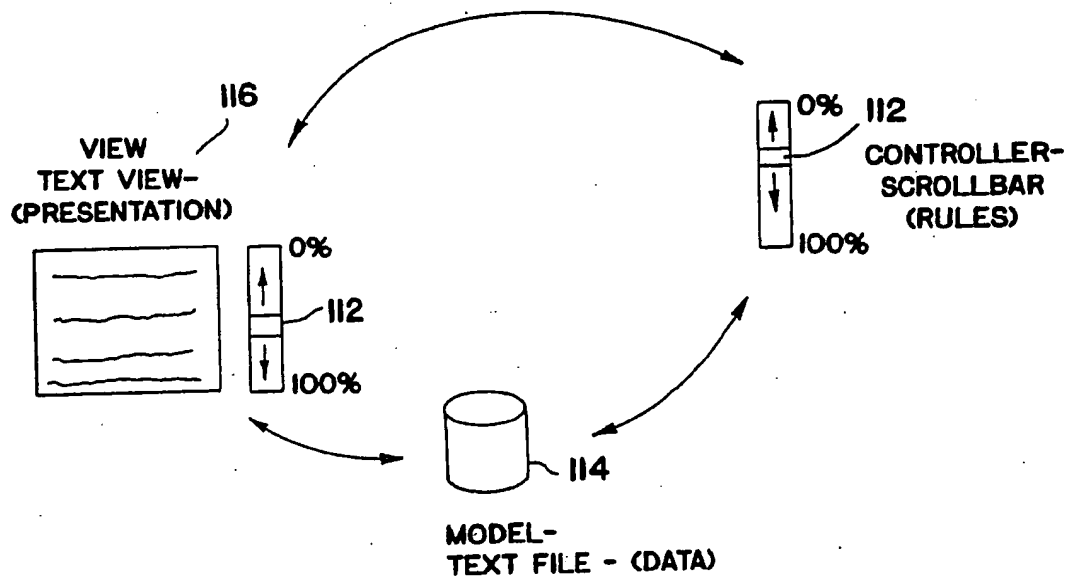 116
VIEW
TEXT VIEW-
(PRESENTATION)
0%
112
100%
0%
112
CONTROLLER-
SCROLLBAR
(RULES)
100%
114
MODEL-
TEXT FILE - (DATA)